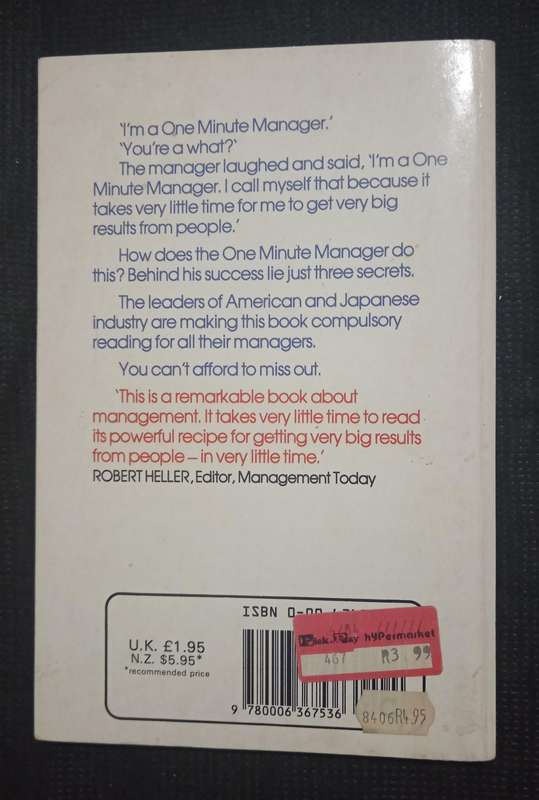 'I'm a One Minute Manager.'
'You're a what?'
The manager laughed and said, 'I'm a One
Minute Manager. I call myself that because it
takes very little time for me to get very big
results from people.'
How does the One Minute Manager do
this? Behind his success lie just three secrets.
The leaders of American and Japanese
industry are making this book compulsory
reading for all their managers.
You can't afford to miss out.
'This is a remarkable book about
management. It takes very little time to read
its powerful recipe for getting very big results
from people – in very little time.'
ROBERT HELLER, Editor, Management Today
ISBN 0-00
U.K. £1.95
N.Z. $5.95*
*recommended price
hyPermarket
467 R3 99
9 780006 367536
8406 R4.95